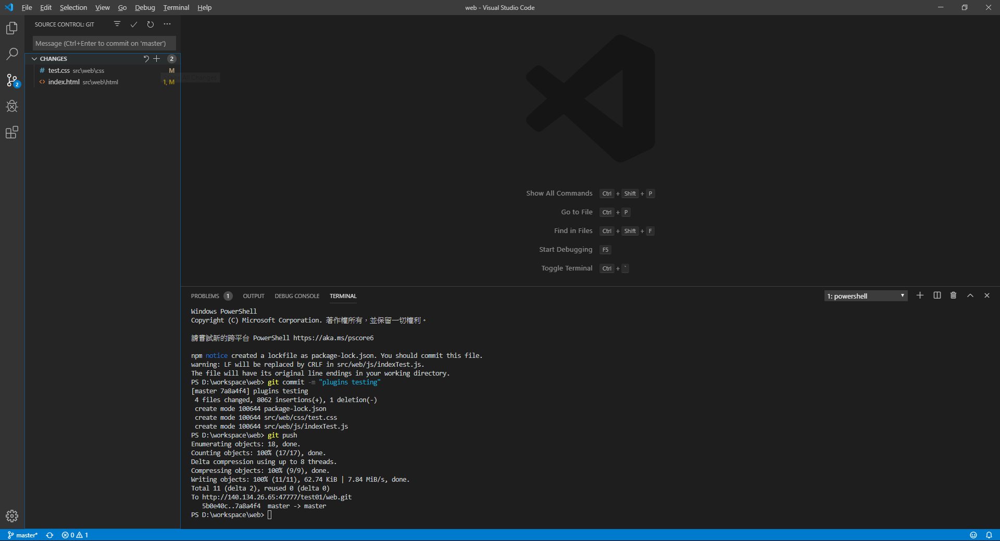 File Edit Selection View Go Debug Terminal Help
web - Visual Studio Code
SOURCE CONTROL: GIT
Message (Ctrl+Enter to commit on 'master')
CHANGES 2
# test.css src\web\css M
<> index.html src\web\html 1, M
2
Show All Commands Ctrl + Shift + P
Go to File Ctrl + P
Find in Files Ctrl + Shift + F
Start Debugging F5
Toggle Terminal Ctrl + `
PROBLEMS 1 OUTPUT DEBUG CONSOLE TERMINAL
1: powershell
Windows PowerShell
Copyright (C) Microsoft Corporation. 著作權所有，並保留一切權利。
請嘗試新的跨平台 PowerShell https://aka.ms/pscore6
npm notice created a lockfile as package-lock.json. You should commit this file.
warning: LF will be replaced by CRLF in src/web/js/indexTest.js.
The file will have its original line endings in your working directory.
PS D:\workspace\web> git commit -m "plugins testing"
[master 7a8a4f4] plugins testing
4 files changed, 8062 insertions(+), 1 deletion(-)
create mode 100644 package-lock.json
create mode 100644 src/web/css/test.css
create mode 100644 src/web/js/indexTest.js
PS D:\workspace\web> git push
Enumerating objects: 18, done.
Counting objects: 100% (17/17), done.
Delta compression using up to 8 threads.
Compressing objects: 100% (9/9), done.
Writing objects: 100% (11/11), 62.74 KiB | 7.84 MiB/s, done.
Total 11 (delta 2), reused 0 (delta 0)
To http://140.134.26.65:47777/test01/web.git
5b0e40c..7a8a4f4 master -> master
PS D:\workspace\web>
master* 0 1